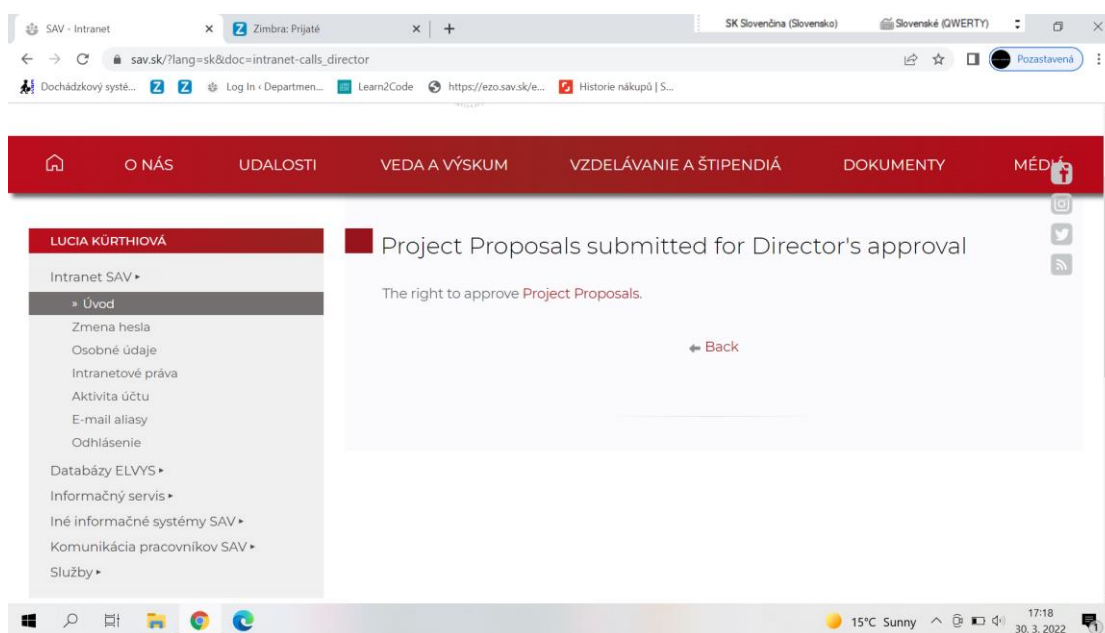 SAV - Intranet
Zimbra: Prijaté
SK Slovenčina (Slovensko)
Slovenské (QWERTY)
sav.sk/?lang=sk&doc=intranet-calls_director
Pozastavená
Dochádzkový systé...
Log In ‹ Departmen...
Learn2Code
https://ezo.sav.sk/e...
Historie nákupů | S...
O NÁS
UDALOSTI
VEDA A VÝSKUM
VZDELÁVANIE A ŠTIPENDIÁ
DOKUMENTY
MÉDIÁ
LUCIA KÜRTHIOVÁ
Intranet SAV
» Úvod
Zmena hesla
Osobné údaje
Intranetové práva
Aktivita účtu
E-mail aliasy
Odhlásenie
Databázy ELVYS
Informačný servis
Iné informačné systémy SAV
Komunikácia pracovníkov SAV
Služby
Project Proposals submitted for Director's approval
The right to approve Project Proposals.
Back
15°C Sunny
17:18
30. 3. 2022